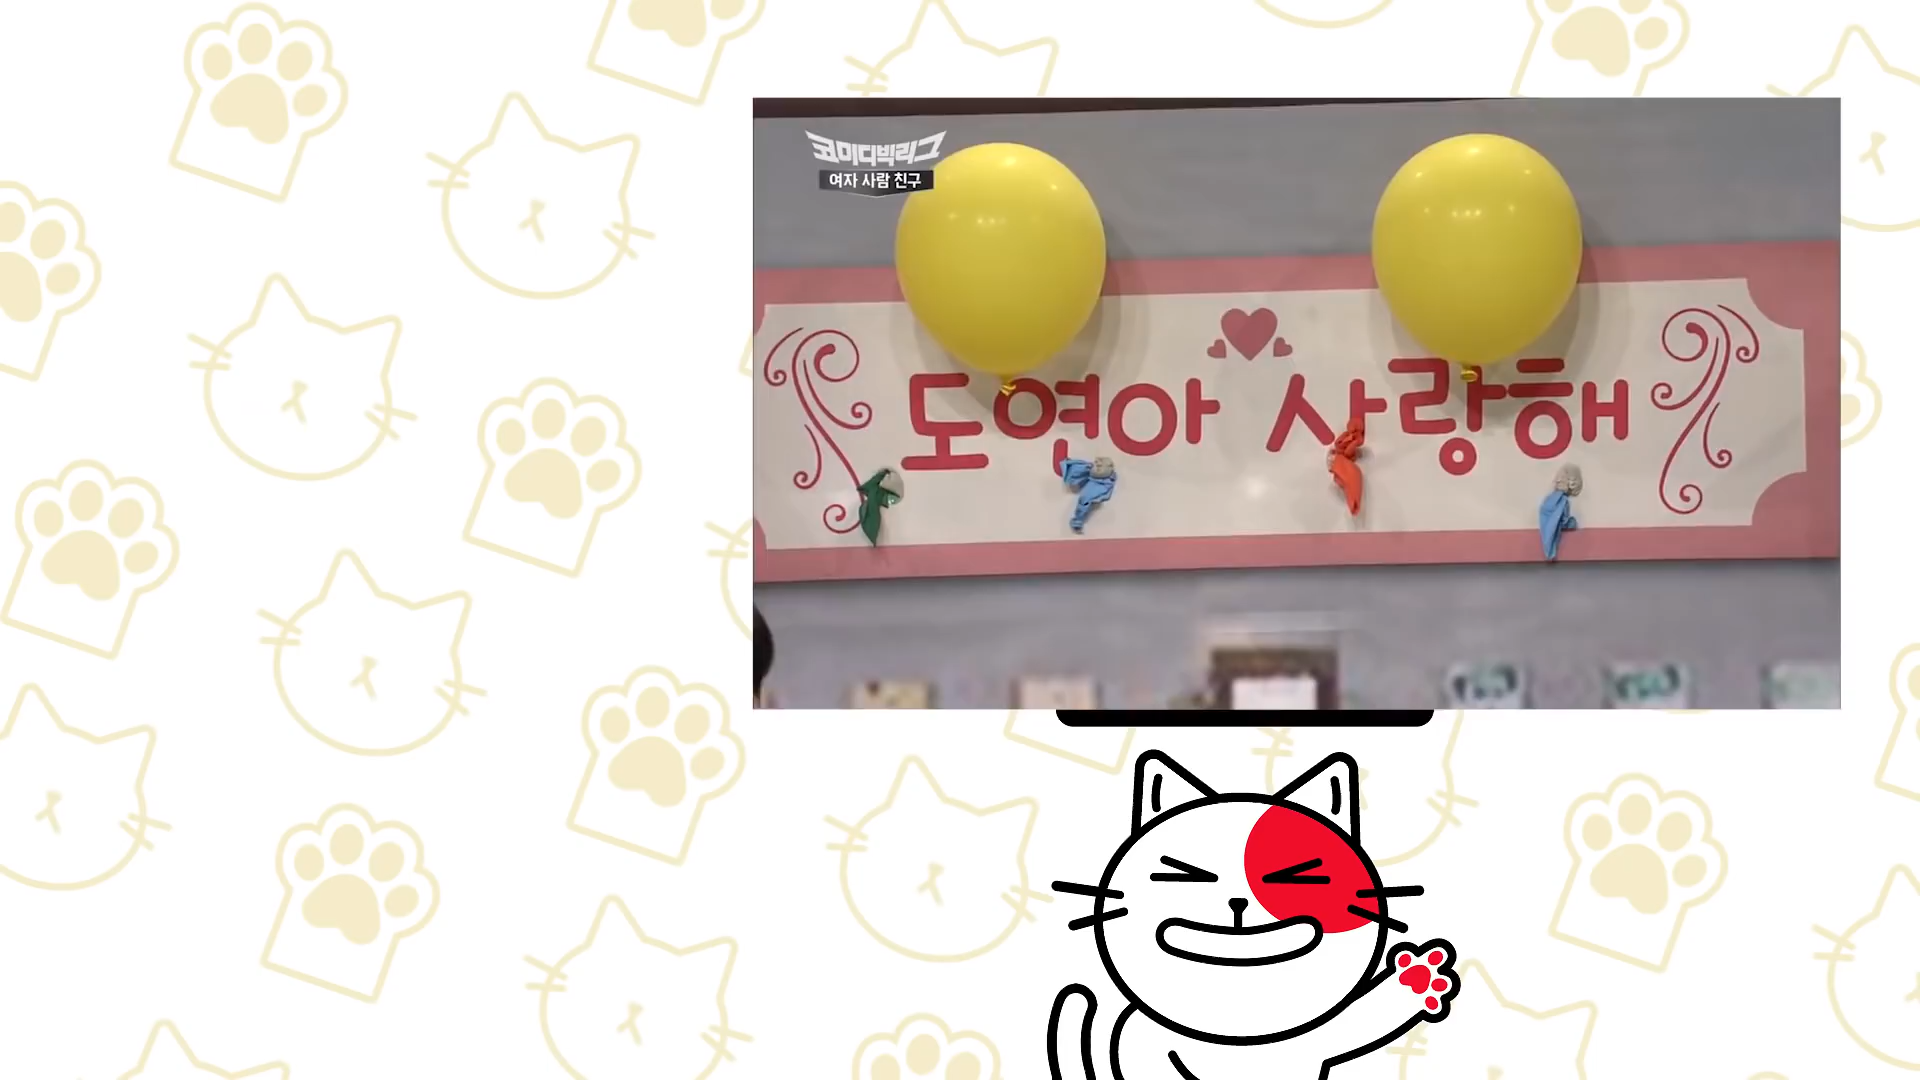 코미디빅리그
여자 사람 친구
도연아 사랑해